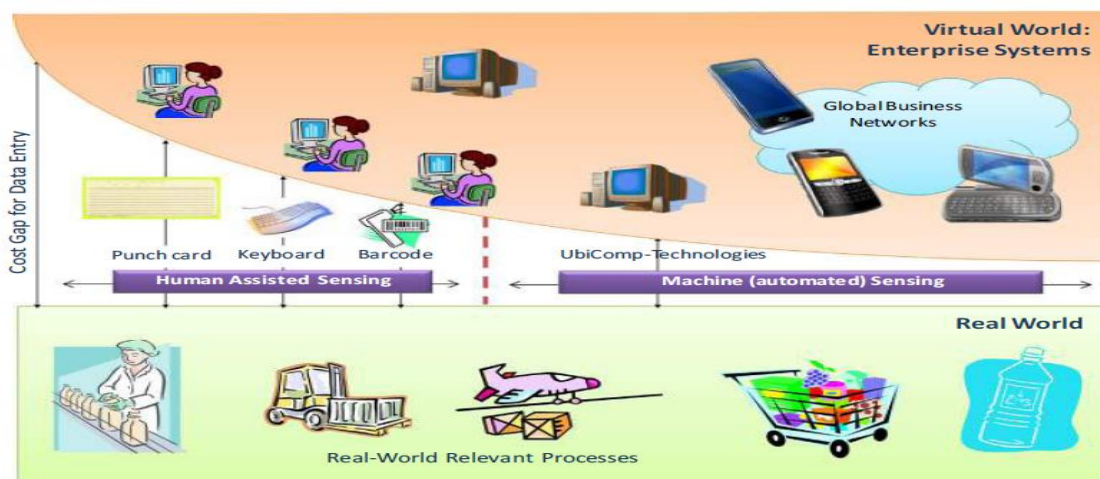 Virtual World:
Enterprise Systems
Global Business
Networks
Cost Gap for Data Entry
Punch card
Keyboard
Barcode
UbiComp-Technologies
Human Assisted Sensing
Machine (automated) Sensing
Real World
Real-World Relevant Processes